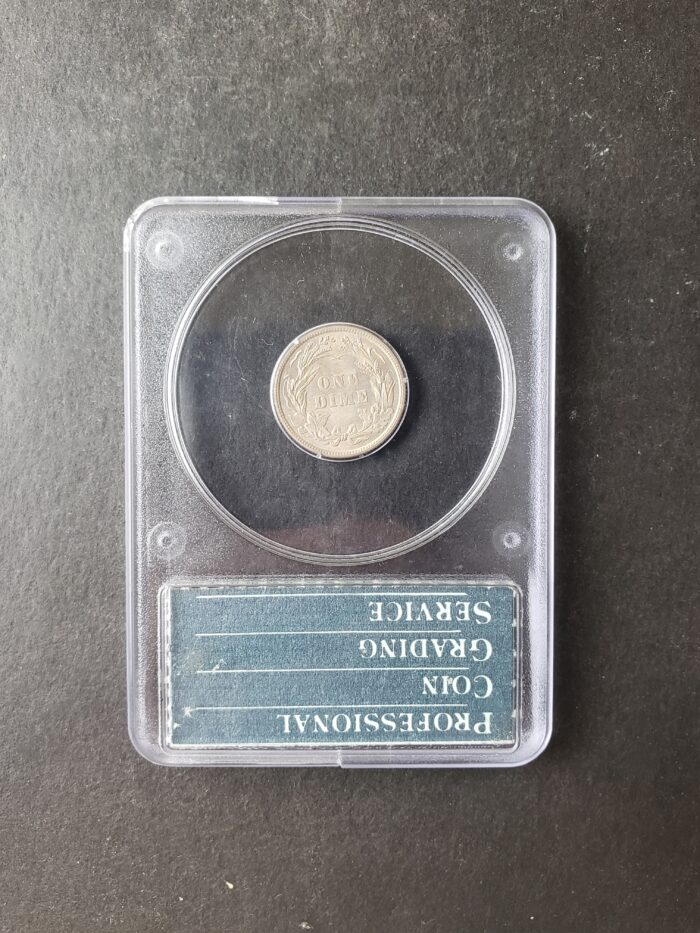 ONE
DIME
PROFESSIONAL
COIN
GRADING
SERVICE